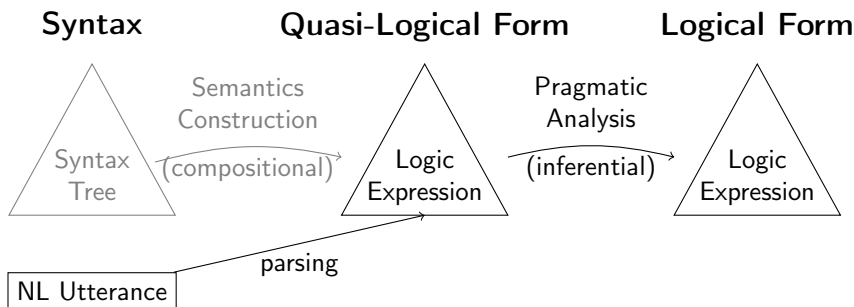 Syntax
Quasi-Logical Form
Logical Form
Semantics
Construction
(compositional)
Pragmatic
Analysis
(inferential)
Syntax
Tree
Logic
Expression
Logic
Expression
parsing
NL Utterance